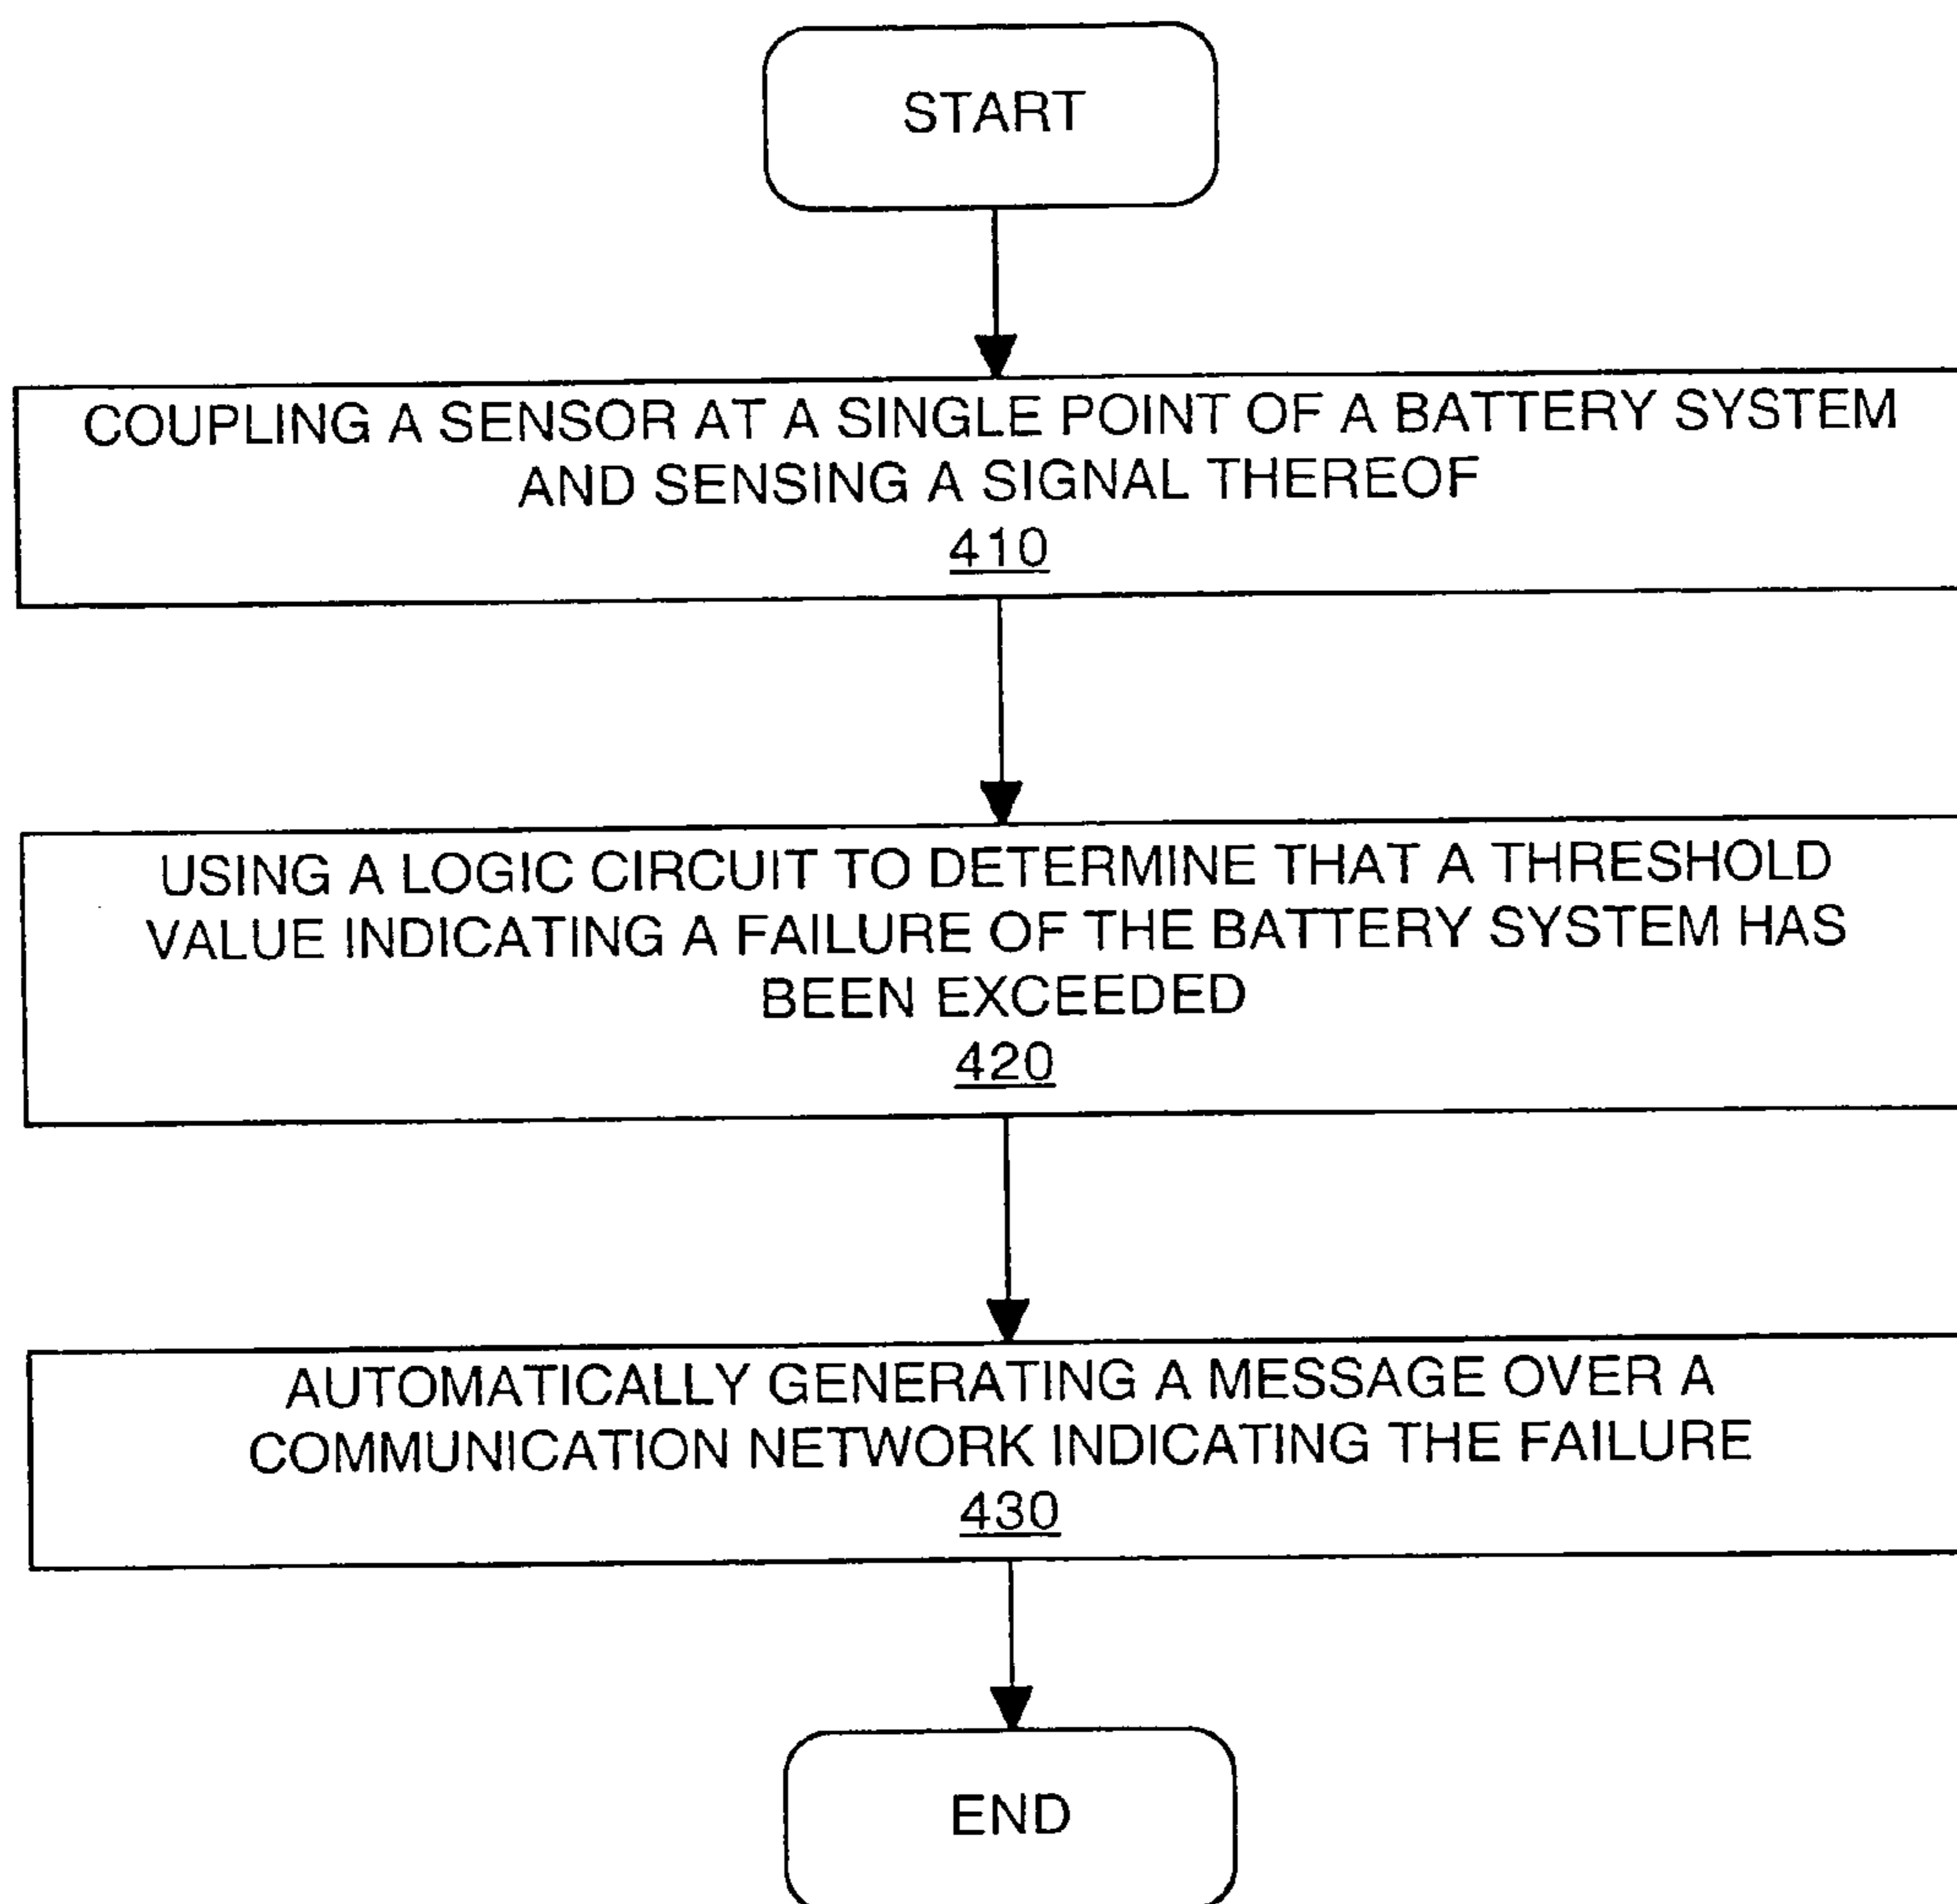 START
COUPLING A SENSOR AT A SINGLE POINT OF A BATTERY SYSTEM
AND SENSING A SIGNAL THEREOF
410
USING A LOGIC CIRCUIT TO DETERMINE THAT A THRESHOLD
VALUE INDICATING A FAILURE OF THE BATTERY SYSTEM HAS
BEEN EXCEEDED
420
AUTOMATICALLY GENERATING A MESSAGE OVER A
COMMUNICATION NETWORK INDICATING THE FAILURE
430
END